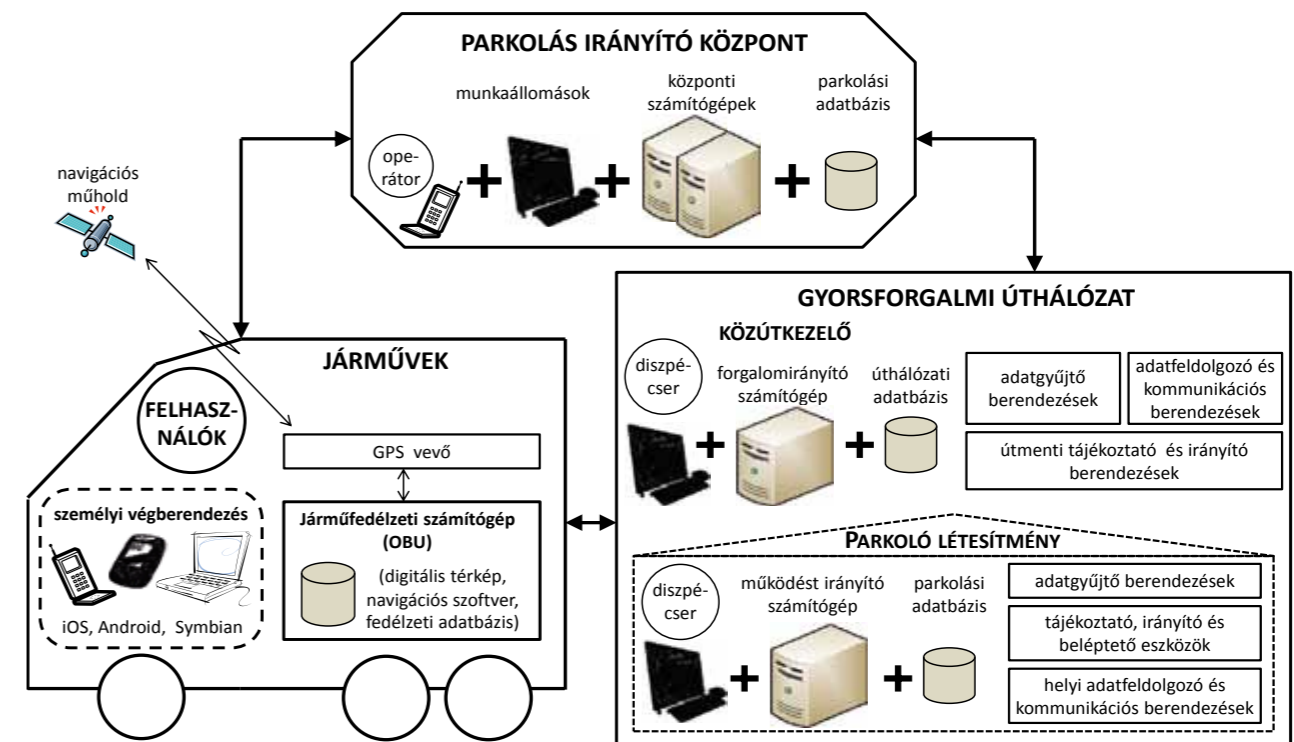 PARKOLÁS IRÁNYÍTÓ KÖZPONT
munkaállomások
központi
számítógépek
parkolási
adatbázis
ope-
rátor
navigációs
műhold
JÁRMŰVEK
FELHASZ-
NÁLÓK
GPS vevő
személyi végberendezés
iOS, Android, Symbian
Járműfedélzeti számítógép
(OBU)
(digitális térkép,
navigációs szoftver,
fedélzeti adatbázis)
GYORSFORGALMI ÚTHÁLÓZAT
KÖZÚTKEZELŐ
diszpé-
cser
forgalomirányító
számítógép
úthálózati
adatbázis
adatgyűjtő
berendezések
adatfeldolgozó és
kommunikációs
berendezések
útmenti tájékoztató és irányító
berendezések
PARKOLÓ LÉTESÍTMÉNY
diszpé-
cser
működést irányító
számítógép
parkolási
adatbázis
adatgyűjtő berendezések
tájékoztató, irányító és
beléptető eszközök
helyi adatfeldolgozó és
kommunikációs berendezések